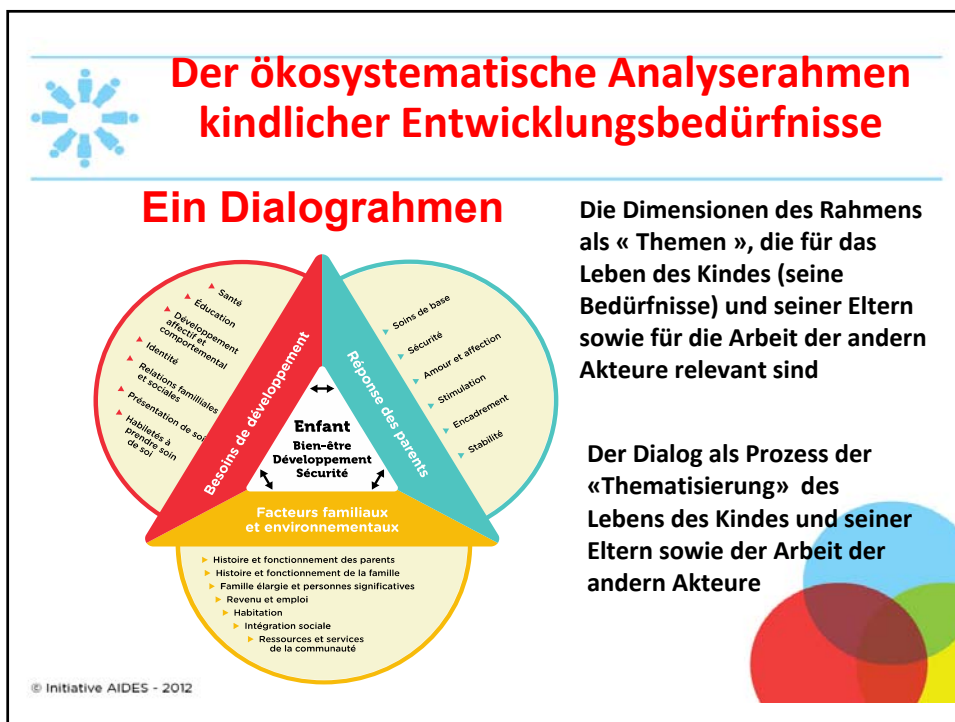 Der ökosystematische Analyserahmen
kindlicher Entwicklungsbedürfnisse
Ein Dialograhmen
Santé
Éducation
Développement
affectif et
comportemental
Identité
Relations familiales
et sociales
Présentation de soi
Habiletés à
prendre soin
de soi
Besoins de développement
Réponse des parents
Soins de base
Sécurité
Amour et affection
Stimulation
Encadrement
Stabilité
Enfant
Bien-être
Développement
Sécurité
Facteurs familiaux
et environnementaux
Histoire et fonctionnement des parents
Histoire et fonctionnement de la famille
Famille élargie et personnes significatives
Revenu et emploi
Habitation
Intégration sociale
Ressources et services
de la communauté
Die Dimensionen des Rahmens
als « Themen », die für das
Leben des Kindes (seine
Bedürfnisse) und seiner Eltern
sowie für die Arbeit der andern
Akteure relevant sind
Der Dialog als Prozess der
«Thematisierung» des
Lebens des Kindes und seiner
Eltern sowie der Arbeit der
andern Akteure
© Initiative AIDES - 2012